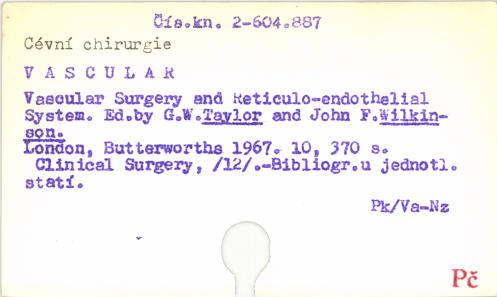 Čís.kn. 2-604.887
Cévní chirurgie
V A S C U L A R
Vascular Surgery and Reticulo-endothelial
System. Ed.by G.W.Taylor and John F.Wilkin-
son.
London, Butterworths 1967. 10, 370 s.
Clinical Surgery, /12/.-Bibliogr.u jednotl.
statí.
Pk/Va-Nz
Pč